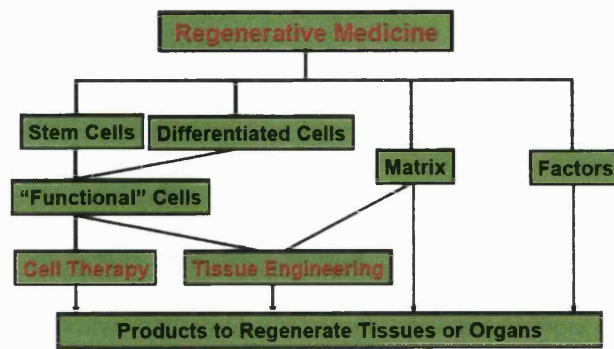 Regenerative Medicine
Stem Cells
Differentiated Cells
Matrix
Factors
“Functional” Cells
Cell Therapy
Tissue Engineering
Products to Regenerate Tissues or Organs